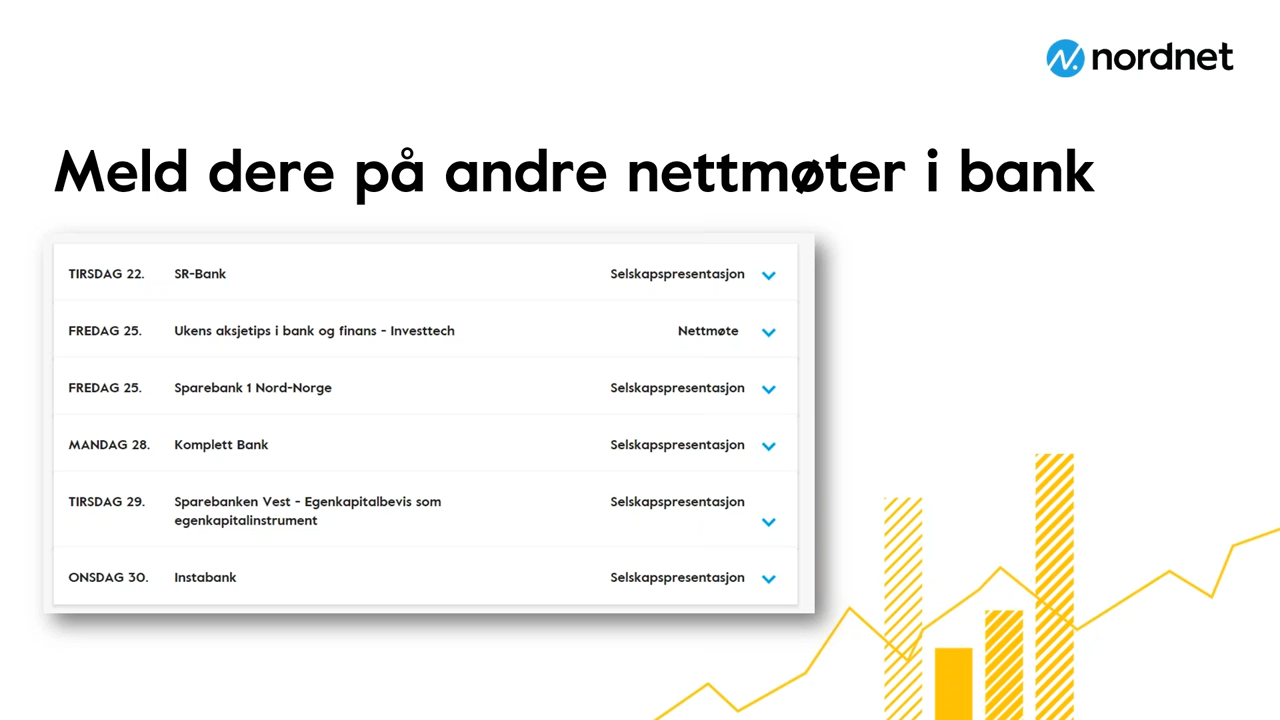 nordnet
Meld dere på andre nettmøter i bank
TIRSDAG 22. SR-Bank Selskapspresentasjon
FREDAG 25. Ukens aksjetips i bank og finans - Investtech Nettmøte
FREDAG 25. Sparebank 1 Nord-Norge Selskapspresentasjon
MANDAG 28. Komplett Bank Selskapspresentasjon
TIRSDAG 29. Sparebanken Vest - Egenkapitalbevis som Selskapspresentasjon
egenkapitalinstrument
ONSDAG 30. Instabank Selskapspresentasjon